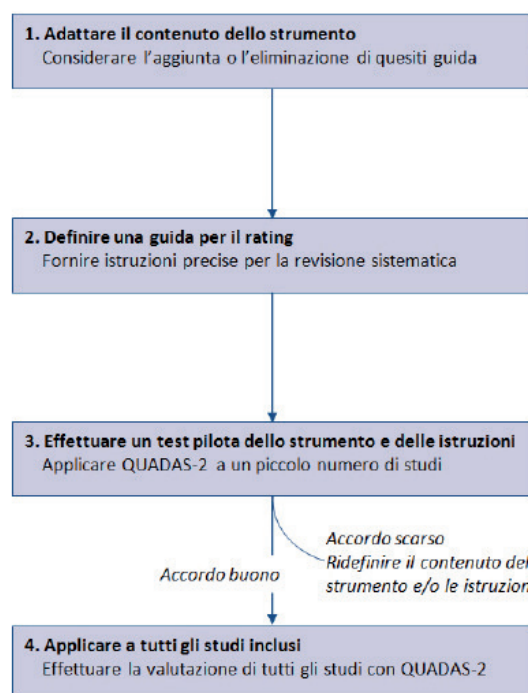 1. Adattare il contenuto dello strumento
Considerare l'aggiunta o l'eliminazione di quesiti guida
2. Definire una guida per il rating
Fornire istruzioni precise per la revisione sistematica
3. Effettuare un test pilota dello strumento e delle istruzioni
Applicare QUADAS-2 a un piccolo numero di studi
Accordo scarso
Ridefinire il contenuto
strumento e/o le
Accordo buono
4. Applicare a tutti gli studi inclusi
Effettuare la valutazione di tutti gli studi con QUADAS-2